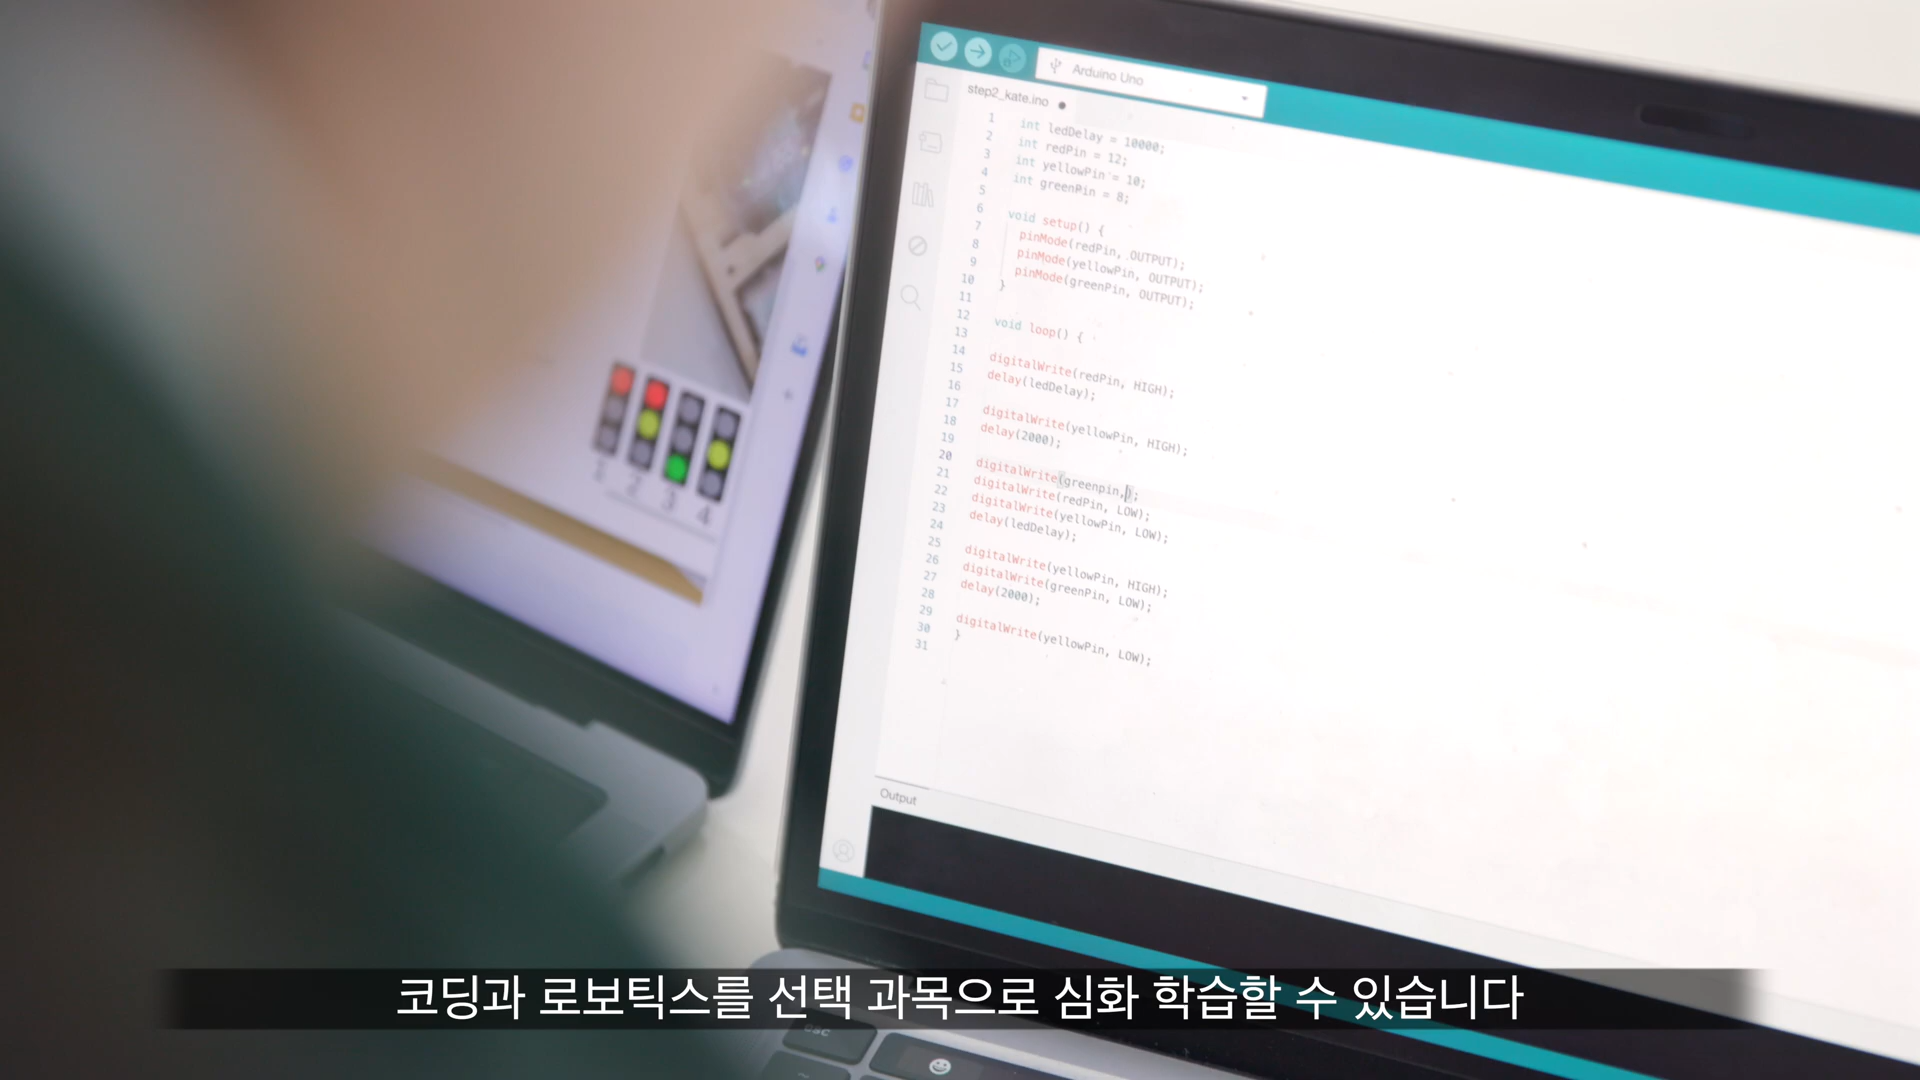 1
2
3
4
Arduino Uno
step2_kate.ino
1 int ledDelay = 10000;
2 int redPin = 12;
3 int yellowPin = 10;
4 int greenPin = 8;
5
6 void setup() {
7 pinMode(redPin, OUTPUT);
8 pinMode(yellowPin, OUTPUT);
9 pinMode(greenPin, OUTPUT);
10 }
11
12 void loop() {
13
14 digitalWrite(redPin, HIGH);
15 delay(ledDelay);
16
17 digitalWrite(yellowPin, HIGH);
18 delay(2000);
19
20 digitalWrite(greenpin,);
21 digitalWrite(redPin, LOW);
22 digitalWrite(yellowPin, LOW);
23 delay(ledDelay);
24
25 digitalWrite(yellowPin, HIGH);
26 digitalWrite(greenPin, LOW);
27 delay(2000);
28
29 digitalWrite(yellowPin, LOW);
30 }
31
Output
코딩과 로보틱스를 선택 과목으로 심화 학습할 수 있습니다
esc